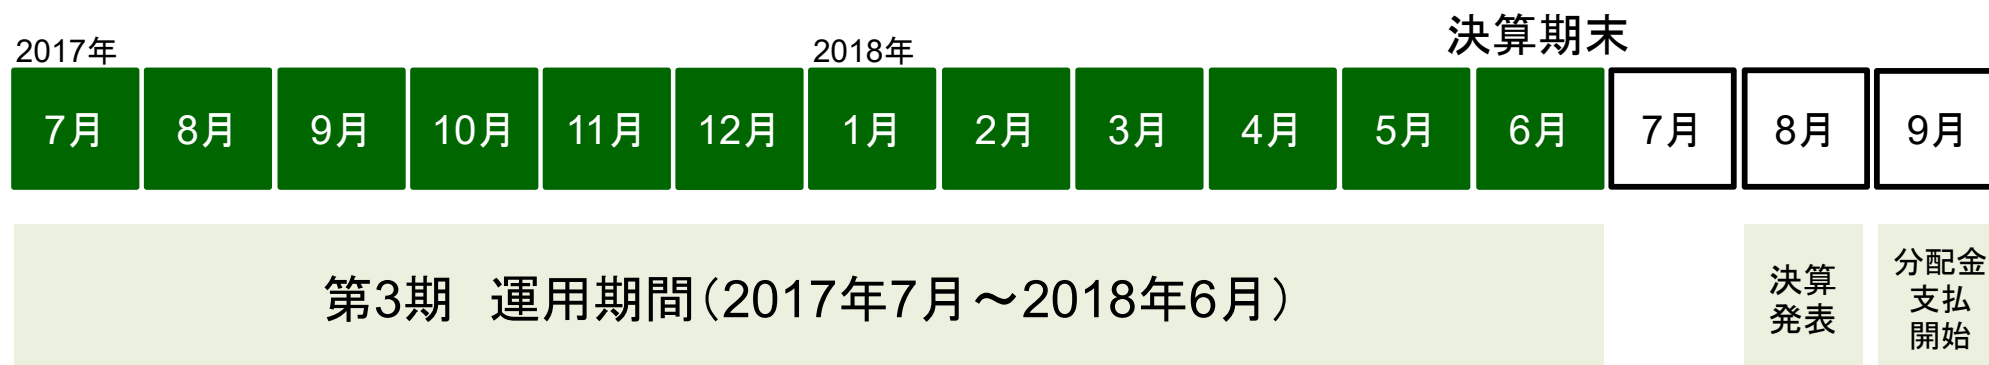 決算期末
2017年 2018年
7月 8月 9月 10月 11月 12月 1月 2月 3月 4月 5月 6月 7月 8月 9月
第3期　運用期間（2017年7月～2018年6月）
決算
発表
分配金
支払
開始